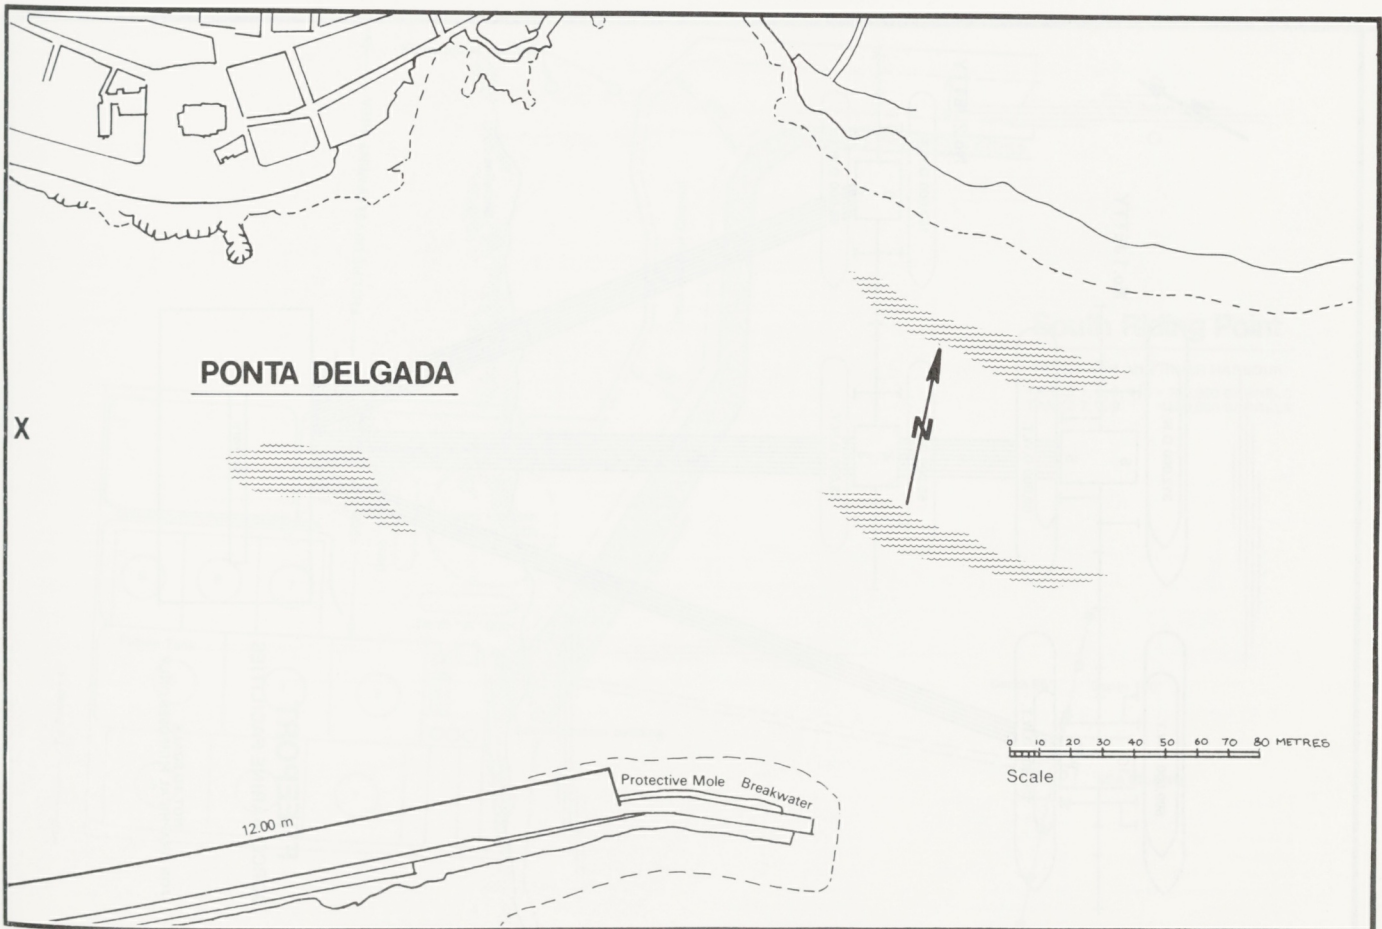 PONTA DELGADA
X
N
0 10 20 30 40 50 60 70 80 METRES
Scale
Protective Mole
Breakwater
12.00 m